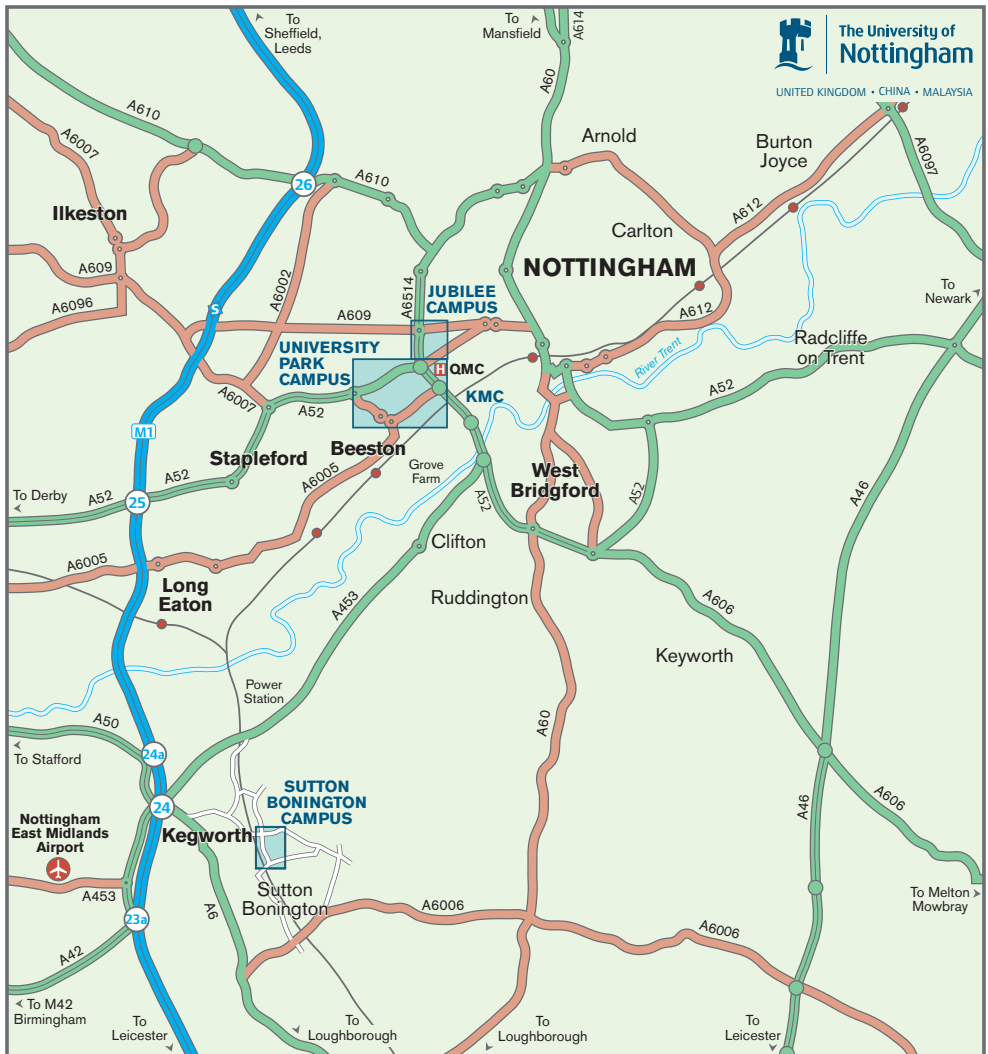 To
Sheffield,
Leeds
To
Mansfield
A614
The University of
Nottingham
UNITED KINGDOM • CHINA • MALAYSIA
A60
A610
A6007
Arnold
Burton
Joyce
A6097
26
A610
Ilkeston
A612
Carlton
NOTTINGHAM
A609
A6002
A6514
JUBILEE
CAMPUS
To
Newark
A6096
S
A609
A612
River Trent
Radcliffe
on Trent
UNIVERSITY
PARK
CAMPUS
H
QMC
KMC
A6007
A52
A52
M1
Stapleford
Beeston
Grove
Farm
West
Bridgford
A6005
A52
A52
A46
To Derby
A52
A52
25
Clifton
A6005
Long
Eaton
A453
Ruddington
A606
Keyworth
Power
Station
A60
A50
To Stafford
24a
24
SUTTON
BONINGTON
CAMPUS
A46
A606
Nottingham
East Midlands
Airport
Kegworth
A453
Sutton
Bonington
To Melton
Mowbray
23a
A6
A6006
A6006
A42
To M42
Birmingham
To
Leicester
To
Loughborough
To
Loughborough
To
Leicester